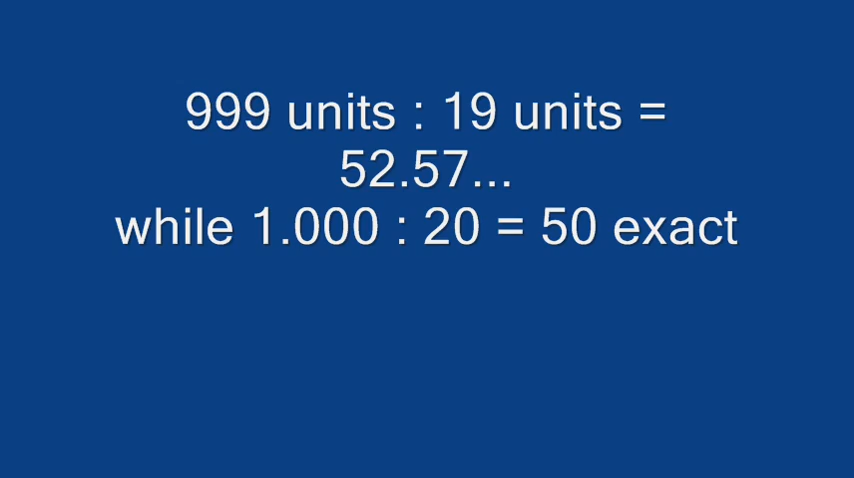 999 units : 19 units =
52.57...
while 1.000 : 20 = 50 exact